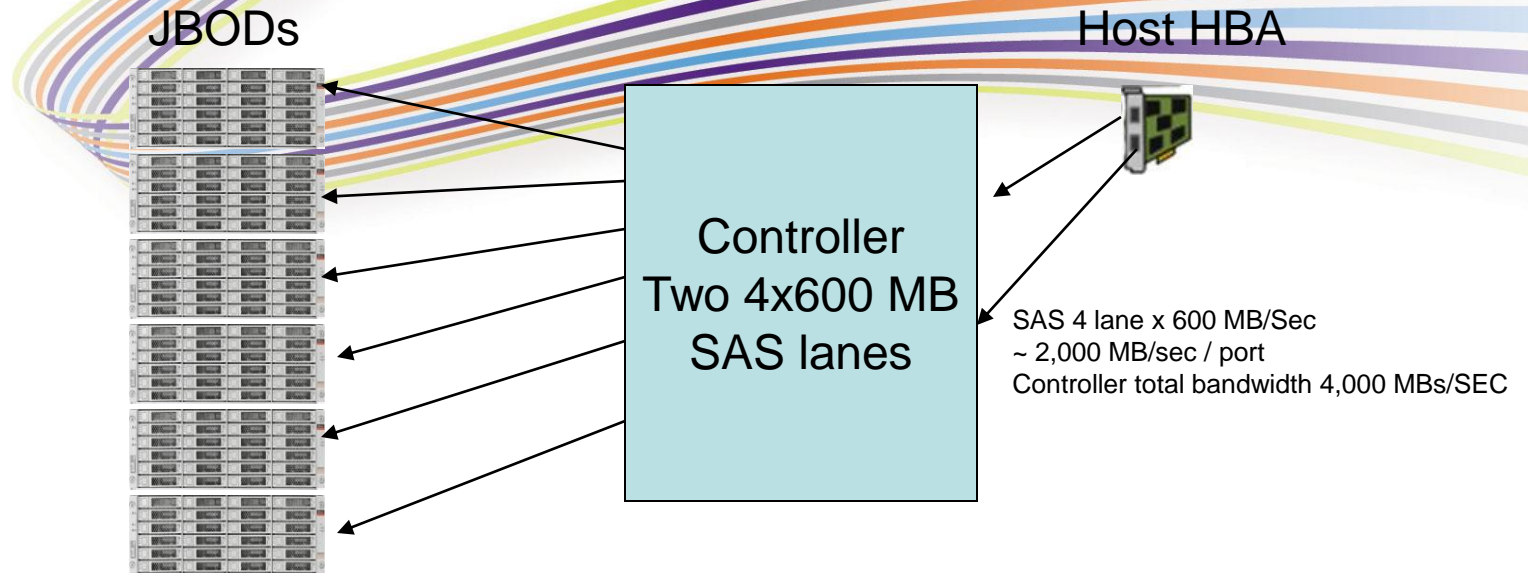 JBODs
Host HBA
Controller
Two 4x600 MB
SAS lanes
SAS 4 lane x 600 MB/Sec
~ 2,000 MB/sec / port
Controller total bandwidth 4,000 MBs/SEC